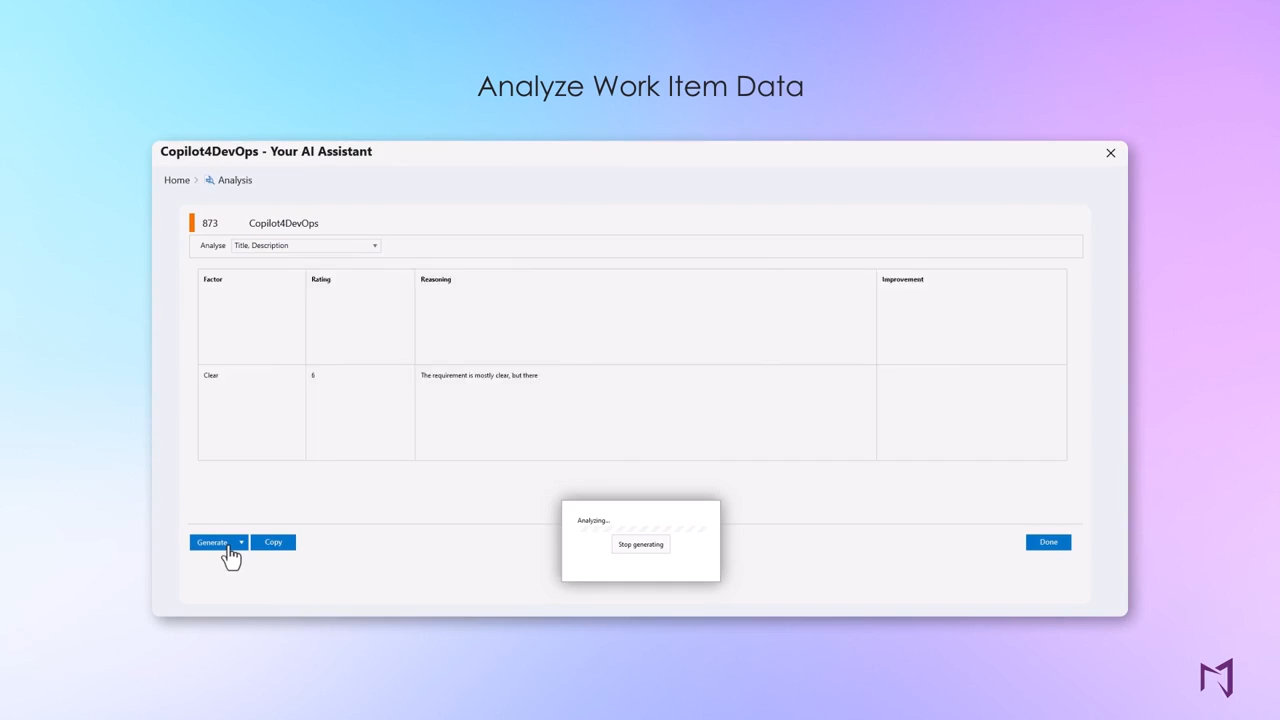 Analyze Work Item Data
Copilot4DevOps - Your AI Assistant
Home > Analysis
873 Copilot4DevOps
Analyse Title, Description
Factor Rating Reasoning Improvement
Clear 6 The requirement is mostly clear, but there
Analyzing...
Stop generating
Generate Copy Done